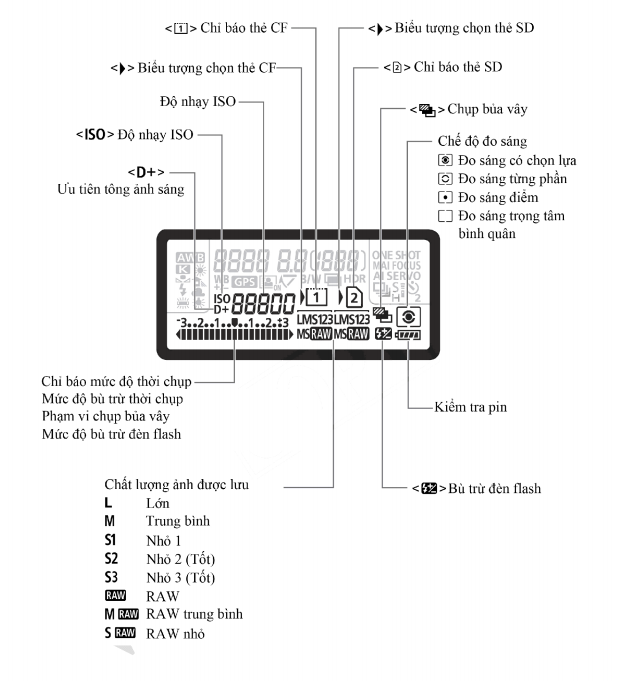 <1> Chỉ báo thẻ CF
<> Biểu tượng chọn thẻ SD
<> Biểu tượng chọn thẻ CF
<2> Chỉ báo thẻ SD
Độ nhạy ISO
<> Chụp bủa vây
<ISO> Độ nhạy ISO
Chế độ đo sáng
Đo sáng có chọn lựa
Đo sáng từng phần
Đo sáng điểm
Đo sáng trọng tâm
bình quân
<D+>
Ưu tiên tông ảnh sáng
AWB 8888 8.8(888) ONE SHOT
K MAI FOCUS
WB GPS B/W HDR AI SERVO
ISO 88800 1 2 2
D+
-3..2..1..0..1..2.+3 LMS123 LMS123
MS RAW MS RAW
Chỉ báo mức độ thời chụp
Mức độ bù trừ thời chụp
Phạm vi chụp bủa vây
Mức độ bù trừ đèn flash
Kiểm tra pin
Chất lượng ảnh được lưu
<> Bù trừ đèn flash
L Lớn
M Trung bình
S1 Nhỏ 1
S2 Nhỏ 2 (Tốt)
S3 Nhỏ 3 (Tốt)
RAW RAW
M RAW RAW trung bình
S RAW RAW nhỏ